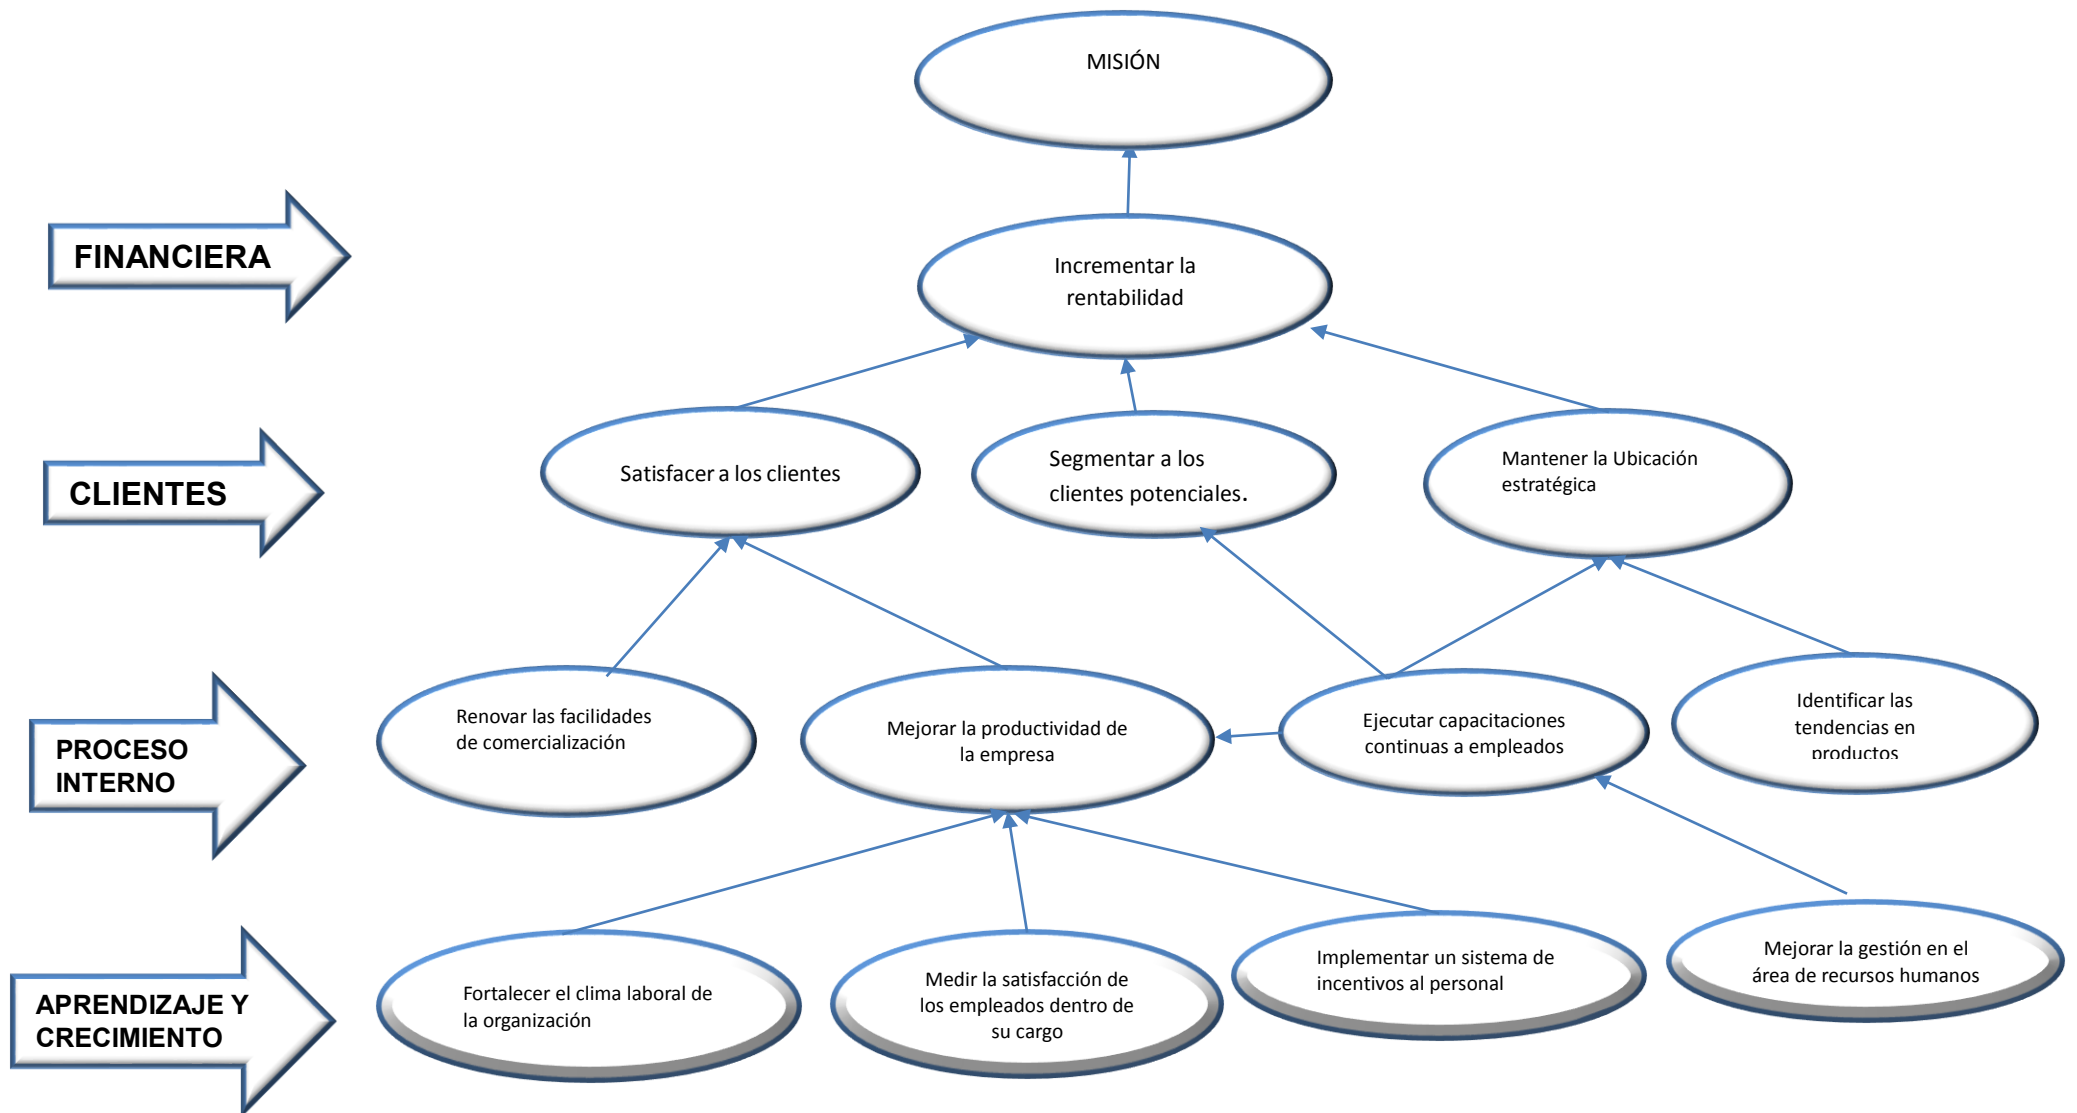 MISIÓN
FINANCIERA
Incrementar la
rentabilidad
CLIENTES
Satisfacer a los clientes
Segmentar a los
clientes potenciales.
Mantener la Ubicación
estratégica
PROCESO
INTERNO
Renovar las facilidades
de comercialización
Mejorar la productividad de
la empresa
Ejecutar capacitaciones
continuas a empleados
Identificar las
tendencias en
productos
APRENDIZAJE Y
CRECIMIENTO
Fortalecer el clima laboral de
la organización
Medir la satisfacción de
los empleados dentro de
su cargo
Implementar un sistema de
incentivos al personal
Mejorar la gestión en el
área de recursos humanos